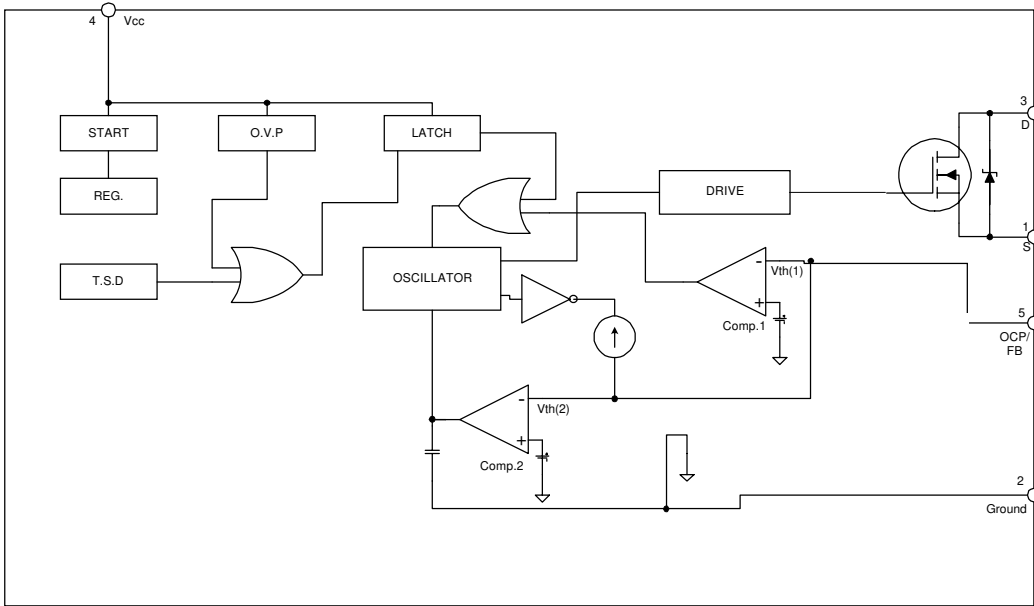 4 Vcc
START
O.V.P
LATCH
3
D
REG.
DRIVE
1
S
T.S.D
OSCILLATOR
- Vth(1)
+
Comp.1
5
OCP/
FB
- Vth(2)
+
Comp.2
2
Ground